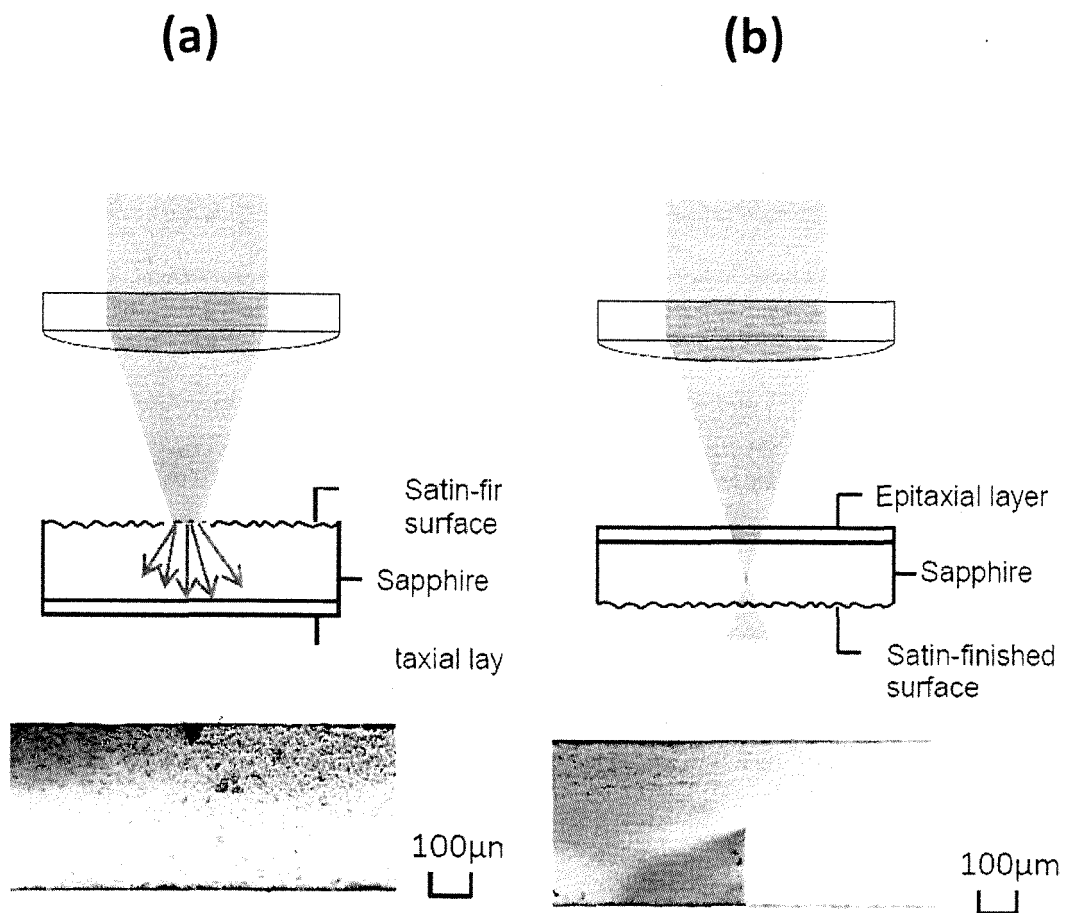 (a)
(b)
Satin-fir
surface
Sapphire
taxial lay
Epitaxial layer
Sapphire
Satin-finished
surface
100μn
100μm